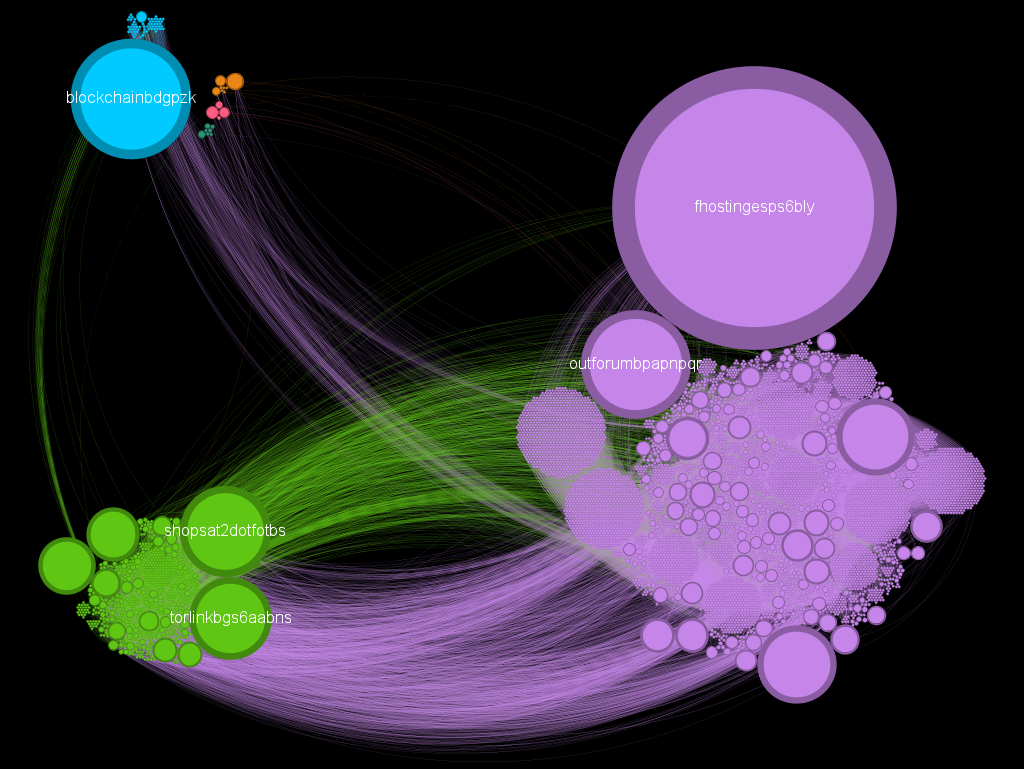 blockchainbdgpzk
fhostingesps6bly
outforumbpapnpqr
shopsat2dotfotbs
torlinkbgs6aabns